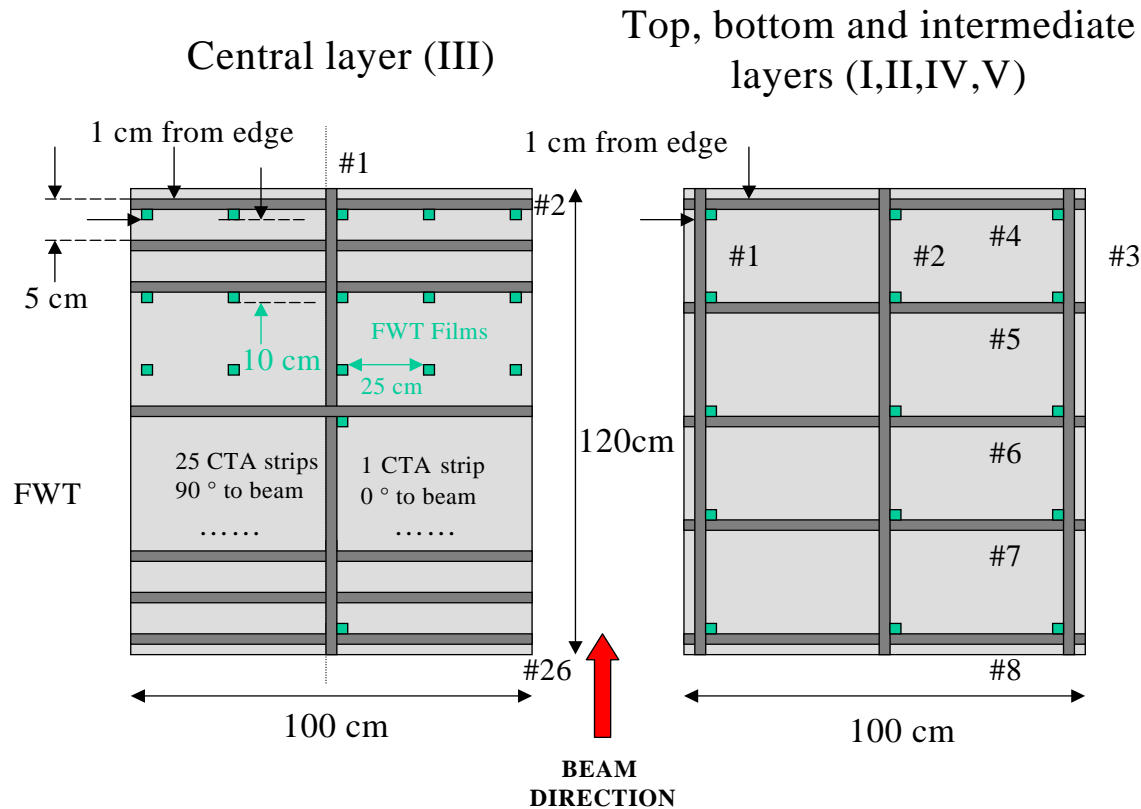 Central layer (III)
Top, bottom and intermediate
layers (I,II,IV,V)
1 cm from edge
#1
#2
5 cm
10 cm
FWT Films
25 cm
25 CTA strips
90 ° to beam
......
1 CTA strip
0 ° to beam
......
FWT
120cm
#26
100 cm
BEAM
DIRECTION
1 cm from edge
#1
#2
#3
#4
#5
#6
#7
#8
100 cm